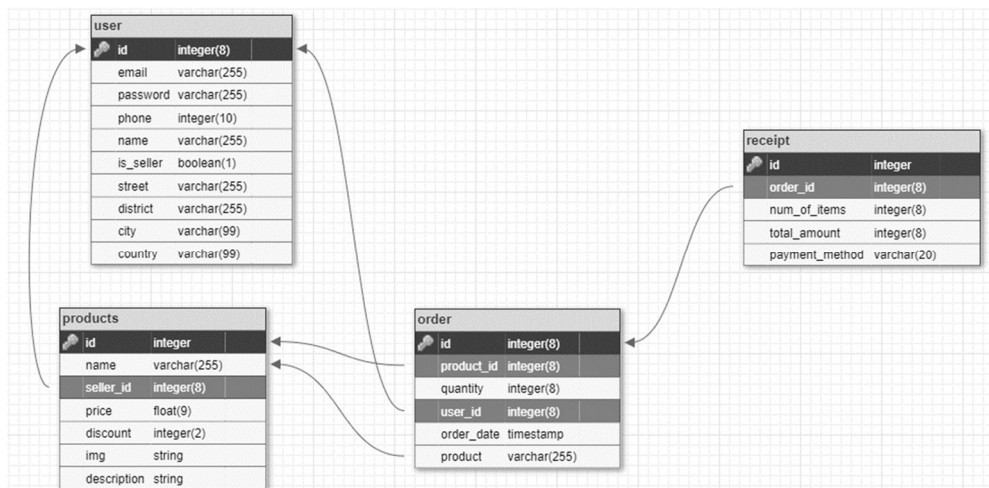 user
id integer(8)
email varchar(255)
password varchar(255)
phone integer(10)
name varchar(255)
is_seller boolean(1)
street varchar(255)
district varchar(255)
city varchar(99)
country varchar(99)
receipt
id integer
order_id integer(8)
num_of_items integer(8)
total_amount integer(8)
payment_method varchar(20)
products
id integer
name varchar(255)
seller_id integer(8)
price float(9)
discount integer(2)
img string
description string
order
id integer(8)
product_id integer(8)
quantity integer(8)
user_id integer(8)
order_date timestamp
product varchar(255)